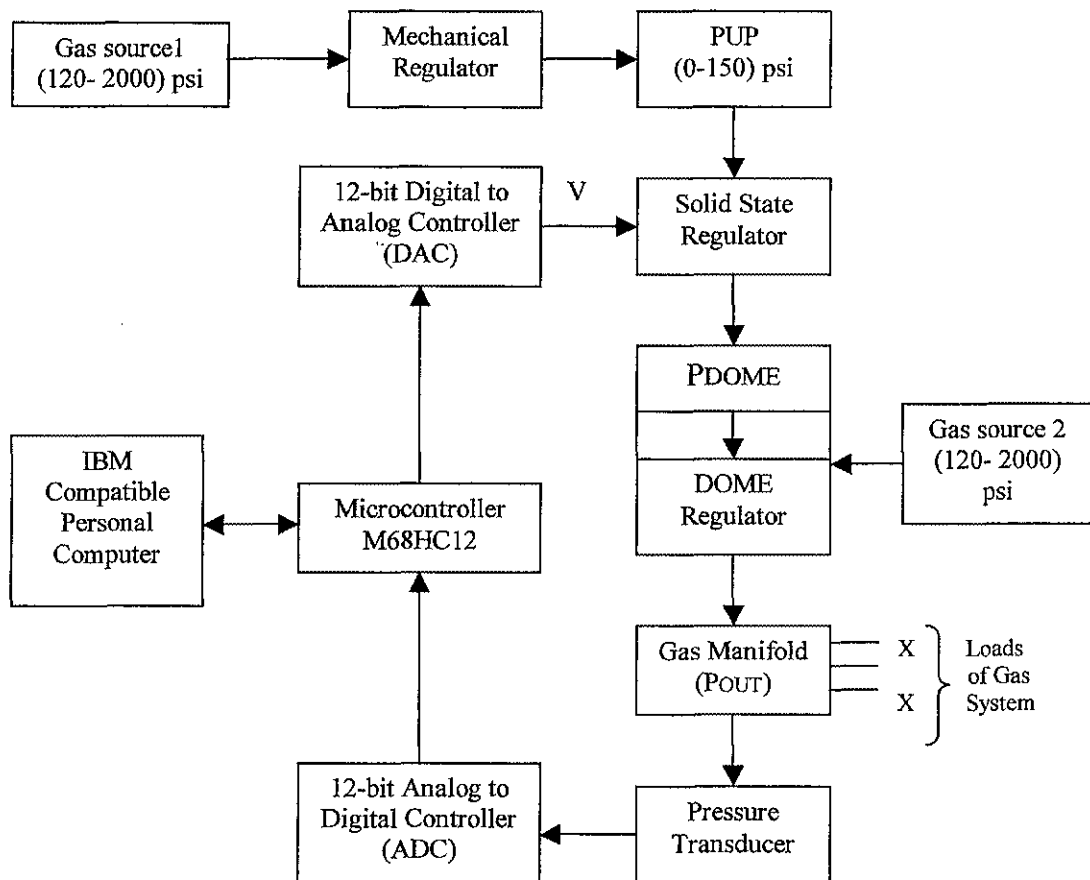 Gas source1
(120- 2000) psi
Mechanical
Regulator
PUP
(0-150) psi
12-bit Digital to
Analog Controller
(DAC)
V
Solid State
Regulator
PDOME
DOME
Regulator
Gas source 2
(120- 2000)
psi
IBM
Compatible
Personal
Computer
Microcontroller
M68HC12
Gas Manifold
(POUT)
X
X
Loads
of Gas
System
12-bit Analog to
Digital Controller
(ADC)
Pressure
Transducer